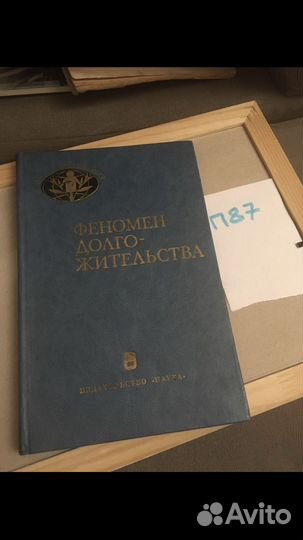 ФЕНОМЕН
ДОЛГО-
ЖИТЕЛЬСТВА
ИЗДАТЕЛЬСТВО «НАУКА»
П87
Avito